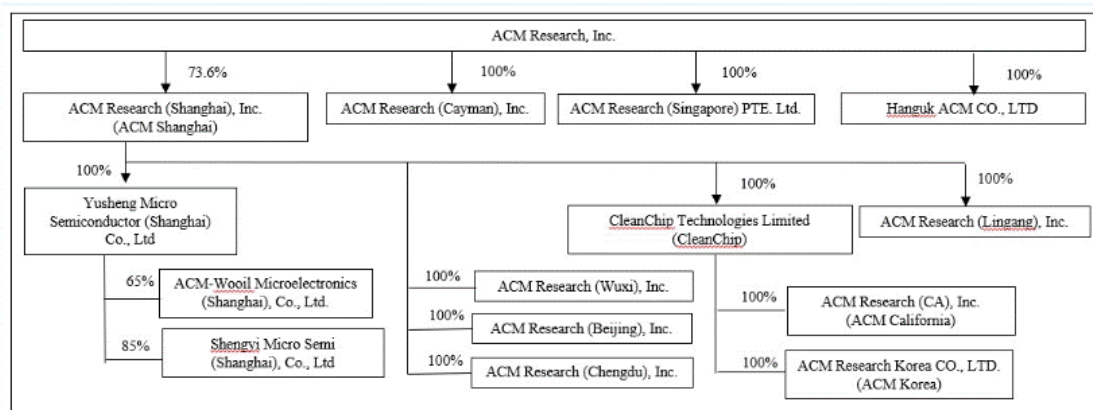 ACM Research, Inc.
73.6%
100%
100%
100%
ACM Research (Shanghai), Inc.
(ACM Shanghai)
ACM Research (Cayman), Inc.
ACM Research (Singapore) PTE. Ltd.
Hanguk ACM CO., LTD
100%
100%
100%
Yusheng Micro
Semiconductor (Shanghai)
Co., Ltd
CleanChip Technologies Limited
(CleanChip)
ACM Research (Lingang), Inc.
65%
ACM-Wooil Microelectronics
(Shanghai), Co., Ltd.
85%
Shengyi Micro Semi
(Shanghai), Co., Ltd
100%
ACM Research (Wuxi), Inc.
100%
ACM Research (Beijing), Inc.
100%
ACM Research (Chengdu), Inc.
100%
ACM Research (CA), Inc.
(ACM California)
100%
ACM Research Korea CO., LTD.
(ACM Korea)